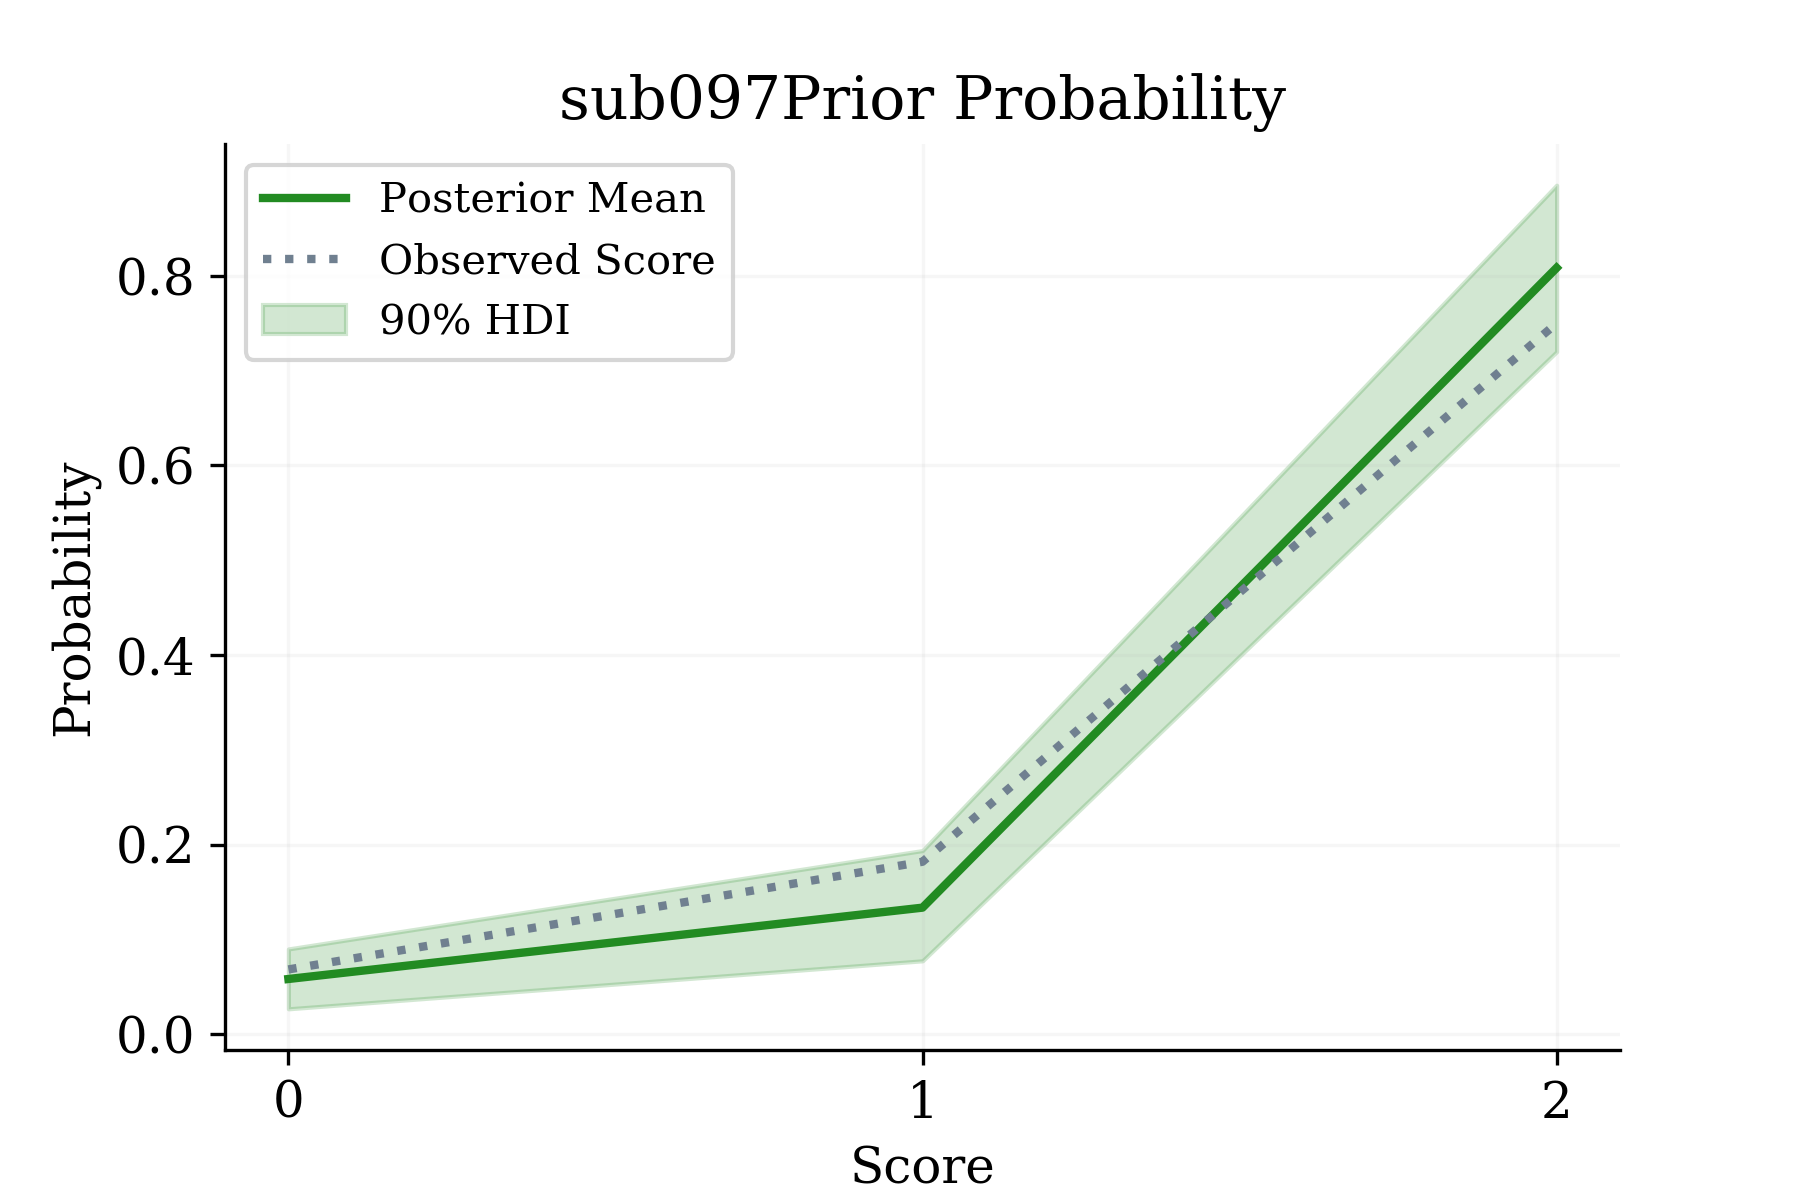 sub097Prior Probability
Posterior Mean
Observed Score
90% HDI
Probability
0.8
0.6
0.4
0.2
0.0
0
1
2
Score